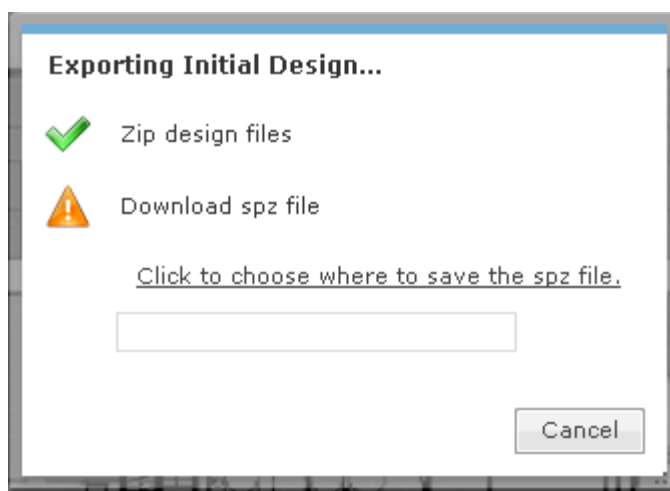 Exporting Initial Design...
Zip design files
Download spz file
Click to choose where to save the spz file.
Cancel